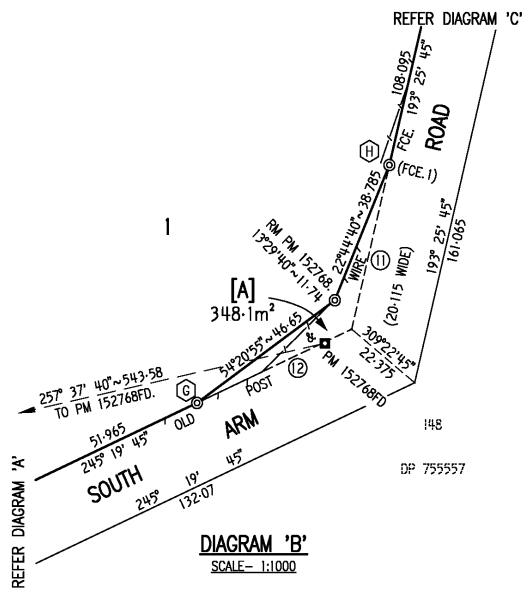 REFER DIAGRAM 'C'
108·095
FCE. 193° 25' 45"
ROAD
H
(FCE.1)
22°44'40"~38.785
WIRE
11
(20·115 WIDE)
193° 25' 45"
161·065
1
RM PM 152768.
13°29'40"~11.74
[A]
348·1m²
54°20'55"~46.65
&
309°22'45"
22·375
PM 152768FD
12
POST
257° 37' 40"~543·58
TO PM 152768FD.
G
OLD
51·965
245° 19' 45"
ARM
SOUTH
245° 19' 45"
132·07
148
DP 755557
REFER DIAGRAM 'A'
DIAGRAM 'B'
SCALE– 1:1000